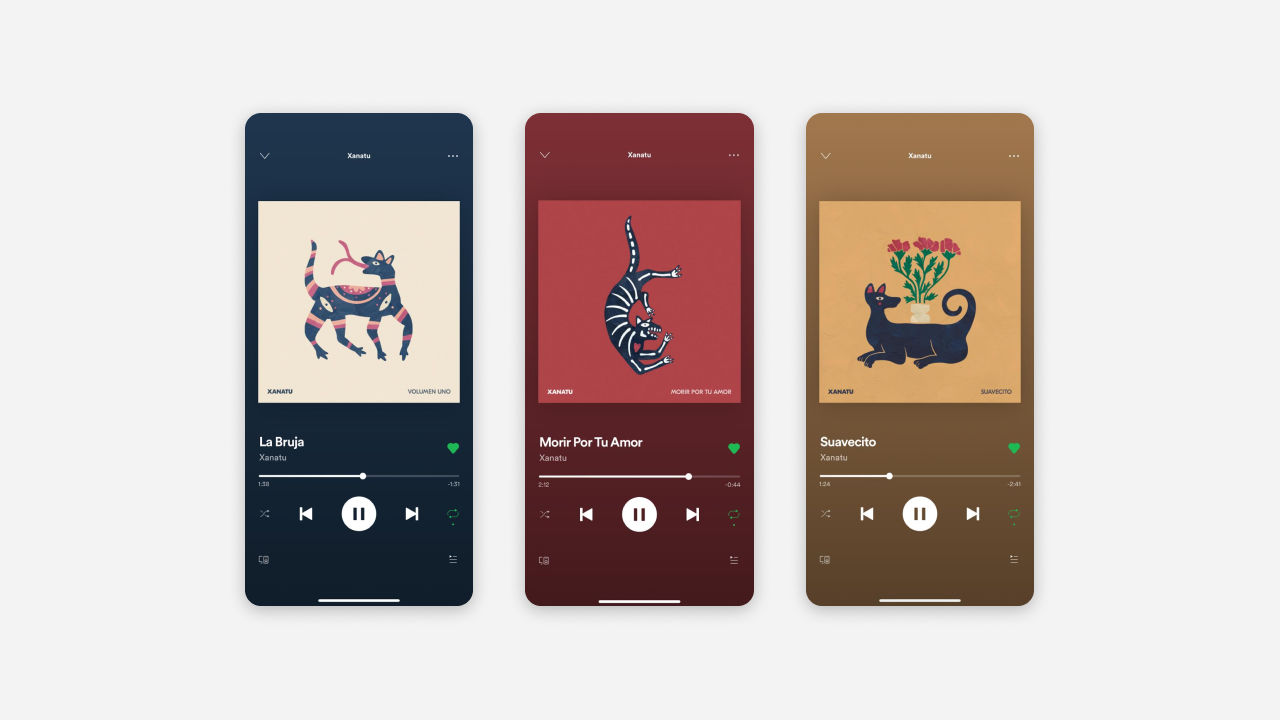 Xanatu
XANATU
VOLUMEN UNO
La Bruja
Xanatu
1:38
-1:31
Xanatu
XANATU
MORIR POR TU AMOR
Morir Por Tu Amor
Xanatu
2:12
-0:44
Xanatu
XANATU
SUAVECITO
Suavecito
Xanatu
1:24
-2:41